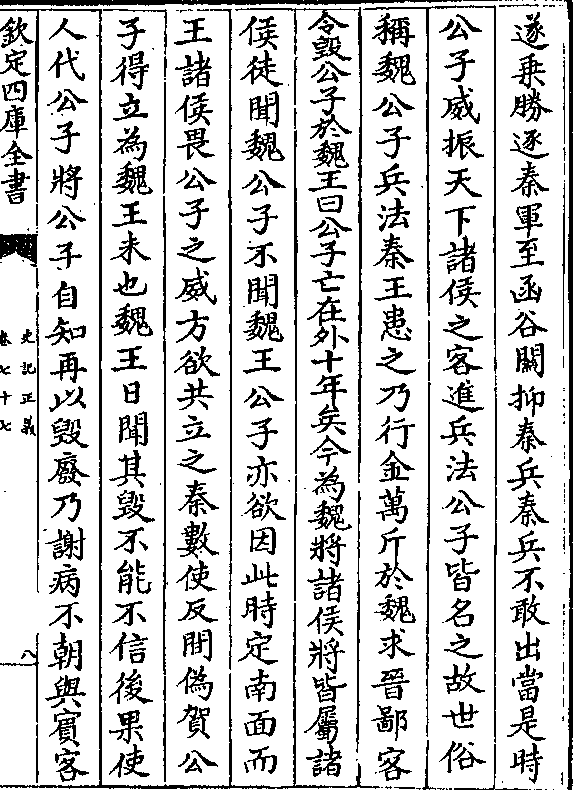 遂乗勝逐秦軍至函谷關抑秦兵秦兵不敢出當是時
公子威振天下諸侯之客進兵法公子皆名之故世俗
稱魏公子兵法秦王患之乃行金萬斤於魏求晉鄙客
令毁公子於魏王曰公子亡在外十年矣今為魏將諸侯將皆屬諸
侯徒聞魏公子不聞魏王公子亦欲因此時定南面而
王諸侯畏公子之威方欲共立之秦數使反間偽賀公
子得立為魏王未也魏王日聞其毁不能不信後果使
人代公子將公子自知再以毁廢乃謝病不朝與賓客
欽定四庫全書
史記正義
卷七十七
八